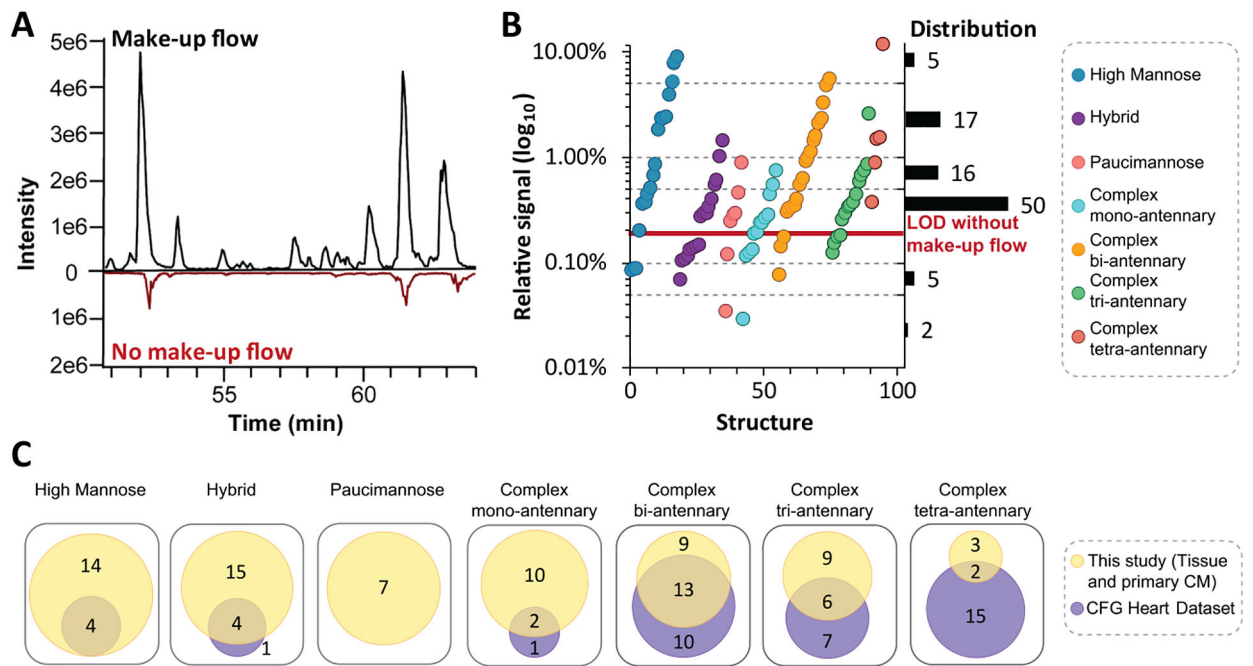 A
Make-up flow
5e6
4e6
3e6
2e6
1e6
0
1e6
2e6
Intensity
No make-up flow
55
60
Time (min)
B
Distribution
10.00%
1.00%
0.10%
0.01%
Relative signal (log10)
0
50
100
Structure
5
17
16
50
LOD without
make-up flow
5
2
High Mannose
Hybrid
Paucimannose
Complex
mono-antennary
Complex
bi-antennary
Complex
tri-antennary
Complex
tetra-antennary
C
High Mannose
14
4
Hybrid
15
4
1
Paucimannose
7
Complex
mono-antennary
10
2
1
Complex
bi-antennary
9
13
10
Complex
tri-antennary
9
6
7
Complex
tetra-antennary
3
2
15
This study (Tissue
and primary CM)
CFG Heart Dataset